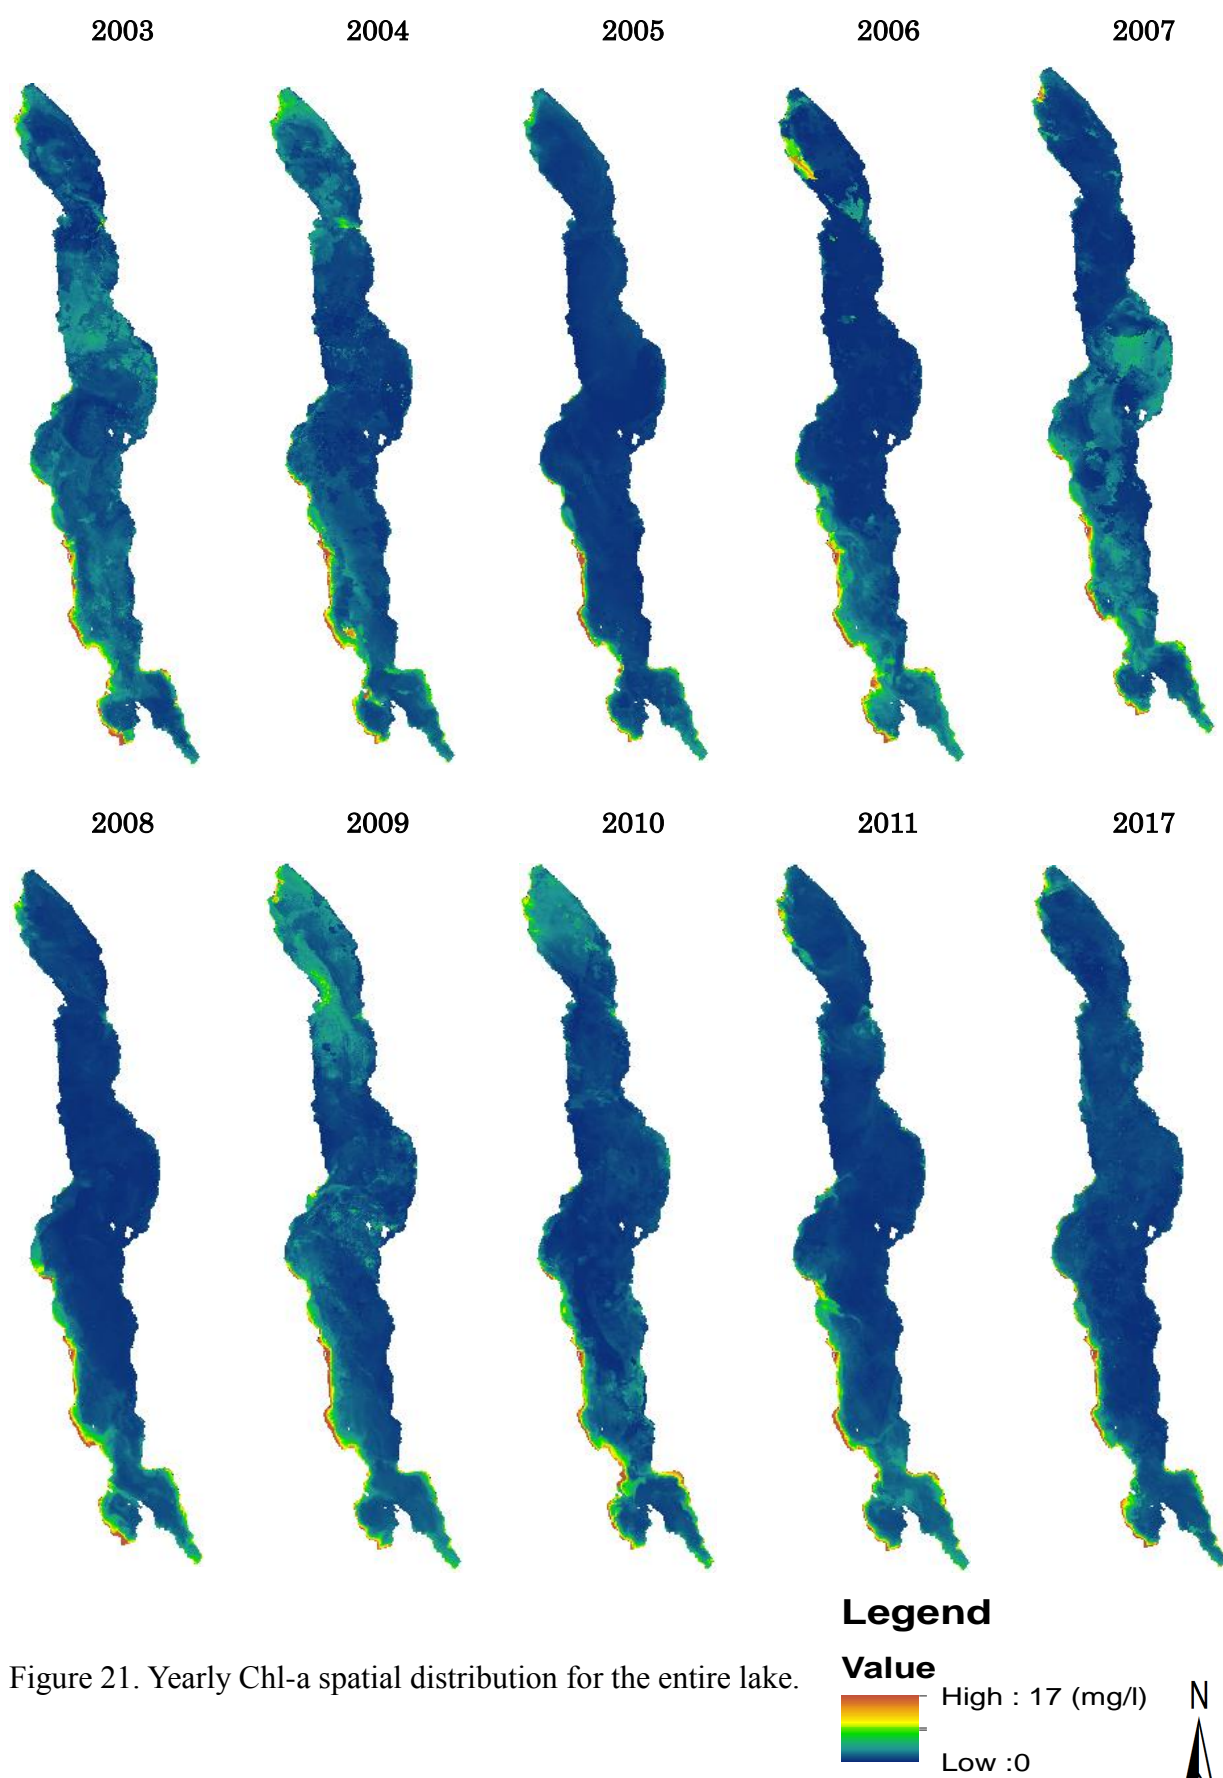 2003 2004 2005 2006 2007
2008 2009 2010 2011 2017
Figure 21. Yearly Chl-a spatial distribution for the entire lake.
Legend
Value
High : 17 (mg/l)
Low :0
N